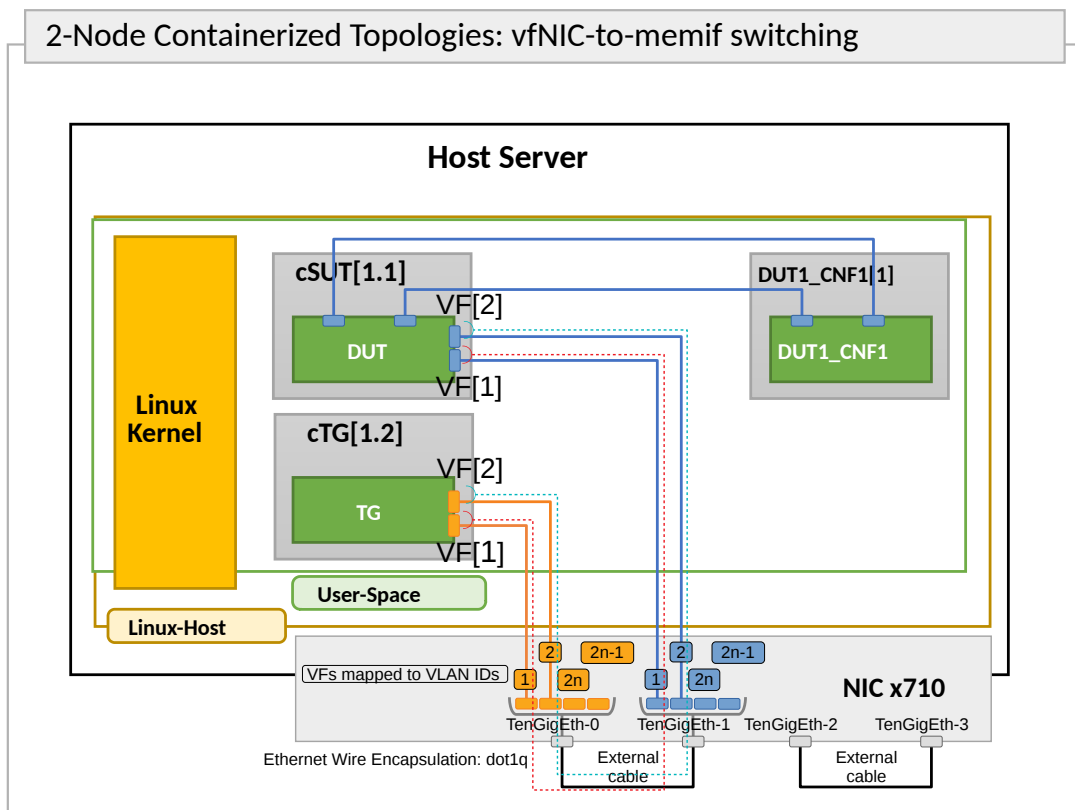 2-Node Containerized Topologies: vfNIC-to-memif switching
Host Server
cSUT[1.1]
DUT1_CNF1[1]
VF[2]
DUT
DUT1_CNF1
VF[1]
Linux
Kernel
cTG[1.2]
VF[2]
TG
VF[1]
User-Space
Linux-Host
2
2n-1
2
2n-1
VFs mapped to VLAN IDs
1
2n
1
2n
NIC x710
TenGigEth-0
TenGigEth-1
TenGigEth-2
TenGigEth-3
Ethernet Wire Encapsulation: dot1q
External
cable
External
cable